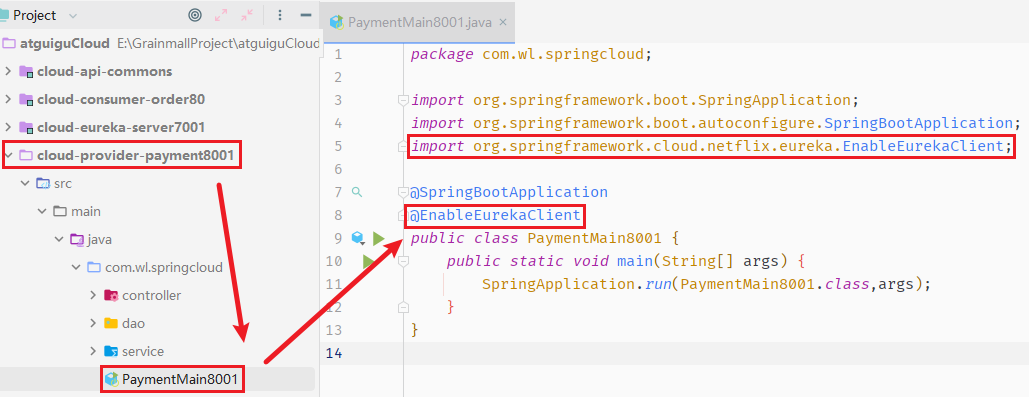 Project
atguiguCloud E:\GrainmallProject\atguiguCloud
cloud-api-commons
cloud-consumer-order80
cloud-eureka-server7001
cloud-provider-payment8001
src
main
java
com.wl.springcloud
controller
dao
service
PaymentMain8001
PaymentMain8001.java
1 package com.wl.springcloud;
2
3 import org.springframework.boot.SpringApplication;
4 import org.springframework.boot.autoconfigure.SpringBootApplication;
5 import org.springframework.cloud.netflix.eureka.EnableEurekaClient;
6
7 @SpringBootApplication
8 @EnableEurekaClient
9 public class PaymentMain8001 {
10 public static void main(String[] args) {
11 SpringApplication.run(PaymentMain8001.class,args);
12 }
13 }
14